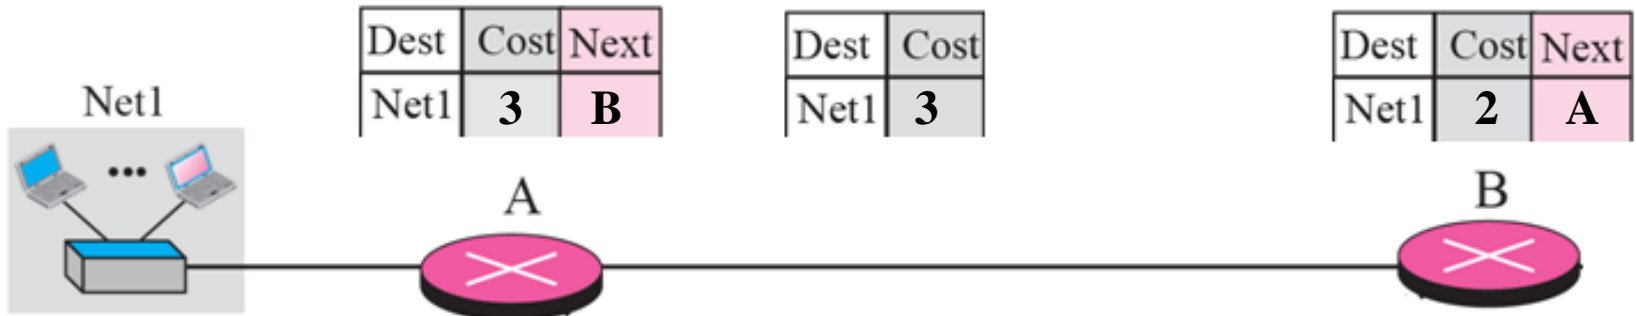 Dest Cost Next
Net1 3 B
Dest Cost
Net1 3
Dest Cost Next
Net1 2 A
Net1
A
B